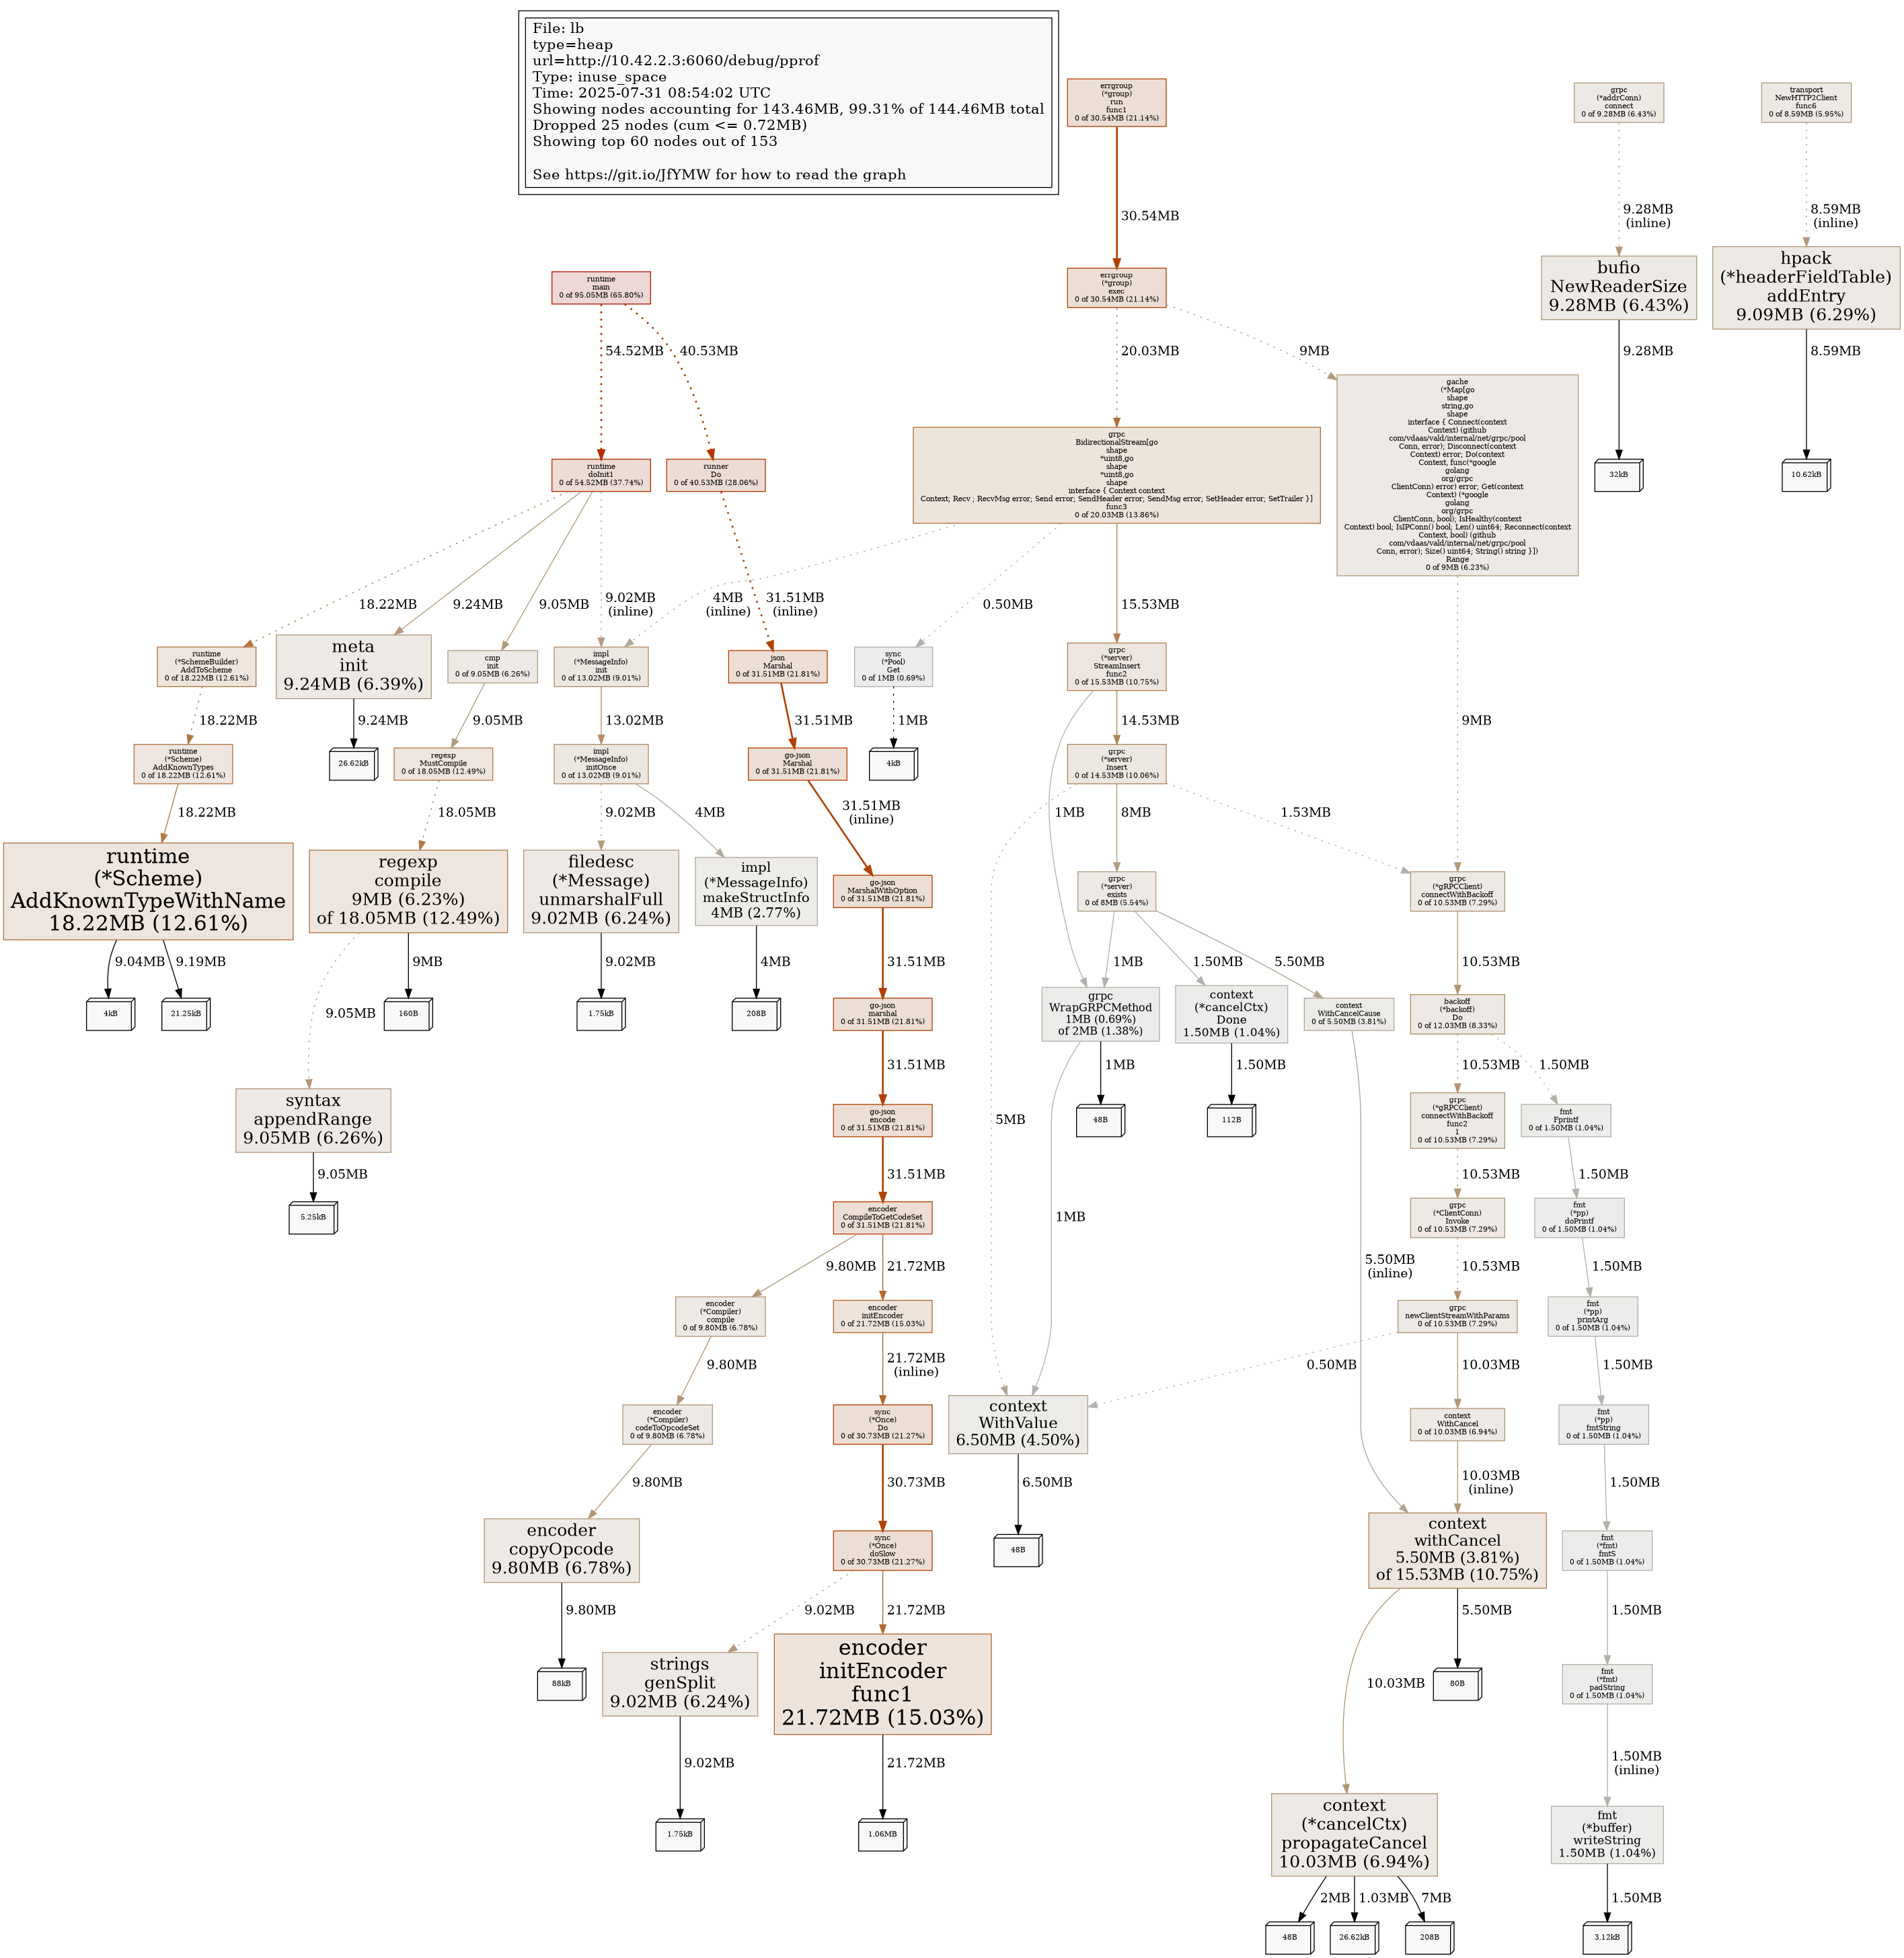 File: lb
type=heap
url=http://10.42.2.3:6060/debug/pprof
Type: inuse_space
Time: 2025-07-31 08:54:02 UTC
Showing nodes accounting for 143.46MB, 99.31% of 144.46MB total
Dropped 25 nodes (cum <= 0.72MB)
Showing top 60 nodes out of 153
See https://git.io/JfYMW for how to read the graph
errgroup
(*group)
run
func1
0 of 30.54MB (21.14%)
grpc
(*addrConn)
connect
0 of 9.28MB (6.43%)
transport
NewHTTP2Client
func6
0 of 8.59MB (5.95%)
30.54MB
9.28MB
(inline)
8.59MB
(inline)
runtime
main
0 of 95.05MB (65.80%)
errgroup
(*group)
exec
0 of 30.54MB (21.14%)
bufio
NewReaderSize
9.28MB (6.43%)
hpack
(*headerFieldTable)
addEntry
9.09MB (6.29%)
54.52MB
40.53MB
20.03MB
9MB
9.28MB
8.59MB
runtime
doInit1
0 of 54.52MB (37.74%)
runner
Do
0 of 40.53MB (28.06%)
grpc
BidirectionalStream[go
shape
*uint8,go
shape
*uint8,go
shape
interface { Context context
Context; Recv ; RecvMsg error; Send error; SendHeader error; SendMsg error; SetHeader error; SetTrailer }]
func3
0 of 20.03MB (13.86%)
gache
(*Map[go
shape
string,go
shape
interface { Connect(context
Context) (github
com/vdaas/vald/internal/net/grpc/pool
Conn, error); Disconnect(context
Context) error; Do(context
Context, func(*google
golang
org/grpc
ClientConn) error) error; Get(context
Context) (*google
golang
org/grpc
ClientConn, bool); IsHealthy(context
Context) bool; IsIPConn() bool; Len() uint64; Reconnect(context
Context, bool) (github
com/vdaas/vald/internal/net/grpc/pool
Conn, error); Size() uint64; String() string }])
Range
0 of 9MB (6.23%)
32kB
10.62kB
18.22MB
9.24MB
9.05MB
9.02MB
(inline)
4MB
(inline)
31.51MB
(inline)
0.50MB
15.53MB
9MB
runtime
(*SchemeBuilder)
AddToScheme
0 of 18.22MB (12.61%)
meta
init
9.24MB (6.39%)
cmp
init
0 of 9.05MB (6.26%)
impl
(*MessageInfo)
init
0 of 13.02MB (9.01%)
json
Marshal
0 of 31.51MB (21.81%)
sync
(*Pool)
Get
0 of 1MB (0.69%)
grpc
(*server)
StreamInsert
func2
0 of 15.53MB (10.75%)
18.22MB
9.24MB
9.05MB
13.02MB
31.51MB
1MB
14.53MB
runtime
(*Scheme)
AddKnownTypes
0 of 18.22MB (12.61%)
26.62kB
regexp
MustCompile
0 of 18.05MB (12.49%)
impl
(*MessageInfo)
initOnce
0 of 13.02MB (9.01%)
go-json
Marshal
0 of 31.51MB (21.81%)
4kB
grpc
(*server)
Insert
0 of 14.53MB (10.06%)
18.22MB
18.05MB
9.02MB
4MB
31.51MB
(inline)
1MB
8MB
1.53MB
runtime
(*Scheme)
AddKnownTypeWithName
18.22MB (12.61%)
regexp
compile
9MB (6.23%)
of 18.05MB (12.49%)
filedesc
(*Message)
unmarshalFull
9.02MB (6.24%)
impl
(*MessageInfo)
makeStructInfo
4MB (2.77%)
go-json
MarshalWithOption
0 of 31.51MB (21.81%)
grpc
(*server)
exists
0 of 8MB (5.54%)
grpc
(*gRPCClient)
connectWithBackoff
0 of 10.53MB (7.29%)
9.04MB
9.19MB
9MB
9.02MB
4MB
31.51MB
1MB
1.50MB
5.50MB
10.53MB
4kB
21.25kB
9.05MB
160B
1.75kB
208B
go-json
marshal
0 of 31.51MB (21.81%)
grpc
WrapGRPCMethod
1MB (0.69%)
of 2MB (1.38%)
context
(*cancelCtx)
Done
1.50MB (1.04%)
context
WithCancelCause
0 of 5.50MB (3.81%)
backoff
(*backoff)
Do
0 of 12.03MB (8.33%)
31.51MB
1MB
1.50MB
10.53MB
1.50MB
syntax
appendRange
9.05MB (6.26%)
go-json
encode
0 of 31.51MB (21.81%)
5MB
48B
112B
grpc
(*gRPCClient)
connectWithBackoff
func2
1
0 of 10.53MB (7.29%)
fmt
Fprintf
0 of 1.50MB (1.04%)
9.05MB
31.51MB
10.53MB
1.50MB
5.25kB
encoder
CompileToGetCodeSet
0 of 31.51MB (21.81%)
1MB
grpc
(*ClientConn)
Invoke
0 of 10.53MB (7.29%)
fmt
(*pp)
doPrintf
0 of 1.50MB (1.04%)
9.80MB
21.72MB
5.50MB
(inline)
10.53MB
1.50MB
encoder
(*Compiler)
compile
0 of 9.80MB (6.78%)
encoder
initEncoder
0 of 21.72MB (15.03%)
grpc
newClientStreamWithParams
0 of 10.53MB (7.29%)
fmt
(*pp)
printArg
0 of 1.50MB (1.04%)
9.80MB
21.72MB
(inline)
0.50MB
10.03MB
1.50MB
encoder
(*Compiler)
codeToOpcodeSet
0 of 9.80MB (6.78%)
sync
(*Once)
Do
0 of 30.73MB (21.27%)
context
WithValue
6.50MB (4.50%)
context
WithCancel
0 of 10.03MB (6.94%)
fmt
(*pp)
fmtString
0 of 1.50MB (1.04%)
9.80MB
30.73MB
6.50MB
10.03MB
(inline)
1.50MB
encoder
copyOpcode
9.80MB (6.78%)
sync
(*Once)
doSlow
0 of 30.73MB (21.27%)
48B
context
withCancel
5.50MB (3.81%)
of 15.53MB (10.75%)
fmt
(*fmt)
fmtS
0 of 1.50MB (1.04%)
9.80MB
9.02MB
21.72MB
5.50MB
1.50MB
88kB
strings
genSplit
9.02MB (6.24%)
encoder
initEncoder
func1
21.72MB (15.03%)
10.03MB
80B
fmt
(*fmt)
padString
0 of 1.50MB (1.04%)
9.02MB
21.72MB
1.50MB
(inline)
1.75kB
1.06MB
context
(*cancelCtx)
propagateCancel
10.03MB (6.94%)
fmt
(*buffer)
writeString
1.50MB (1.04%)
2MB
1.03MB
7MB
1.50MB
48B
26.62kB
208B
3.12kB